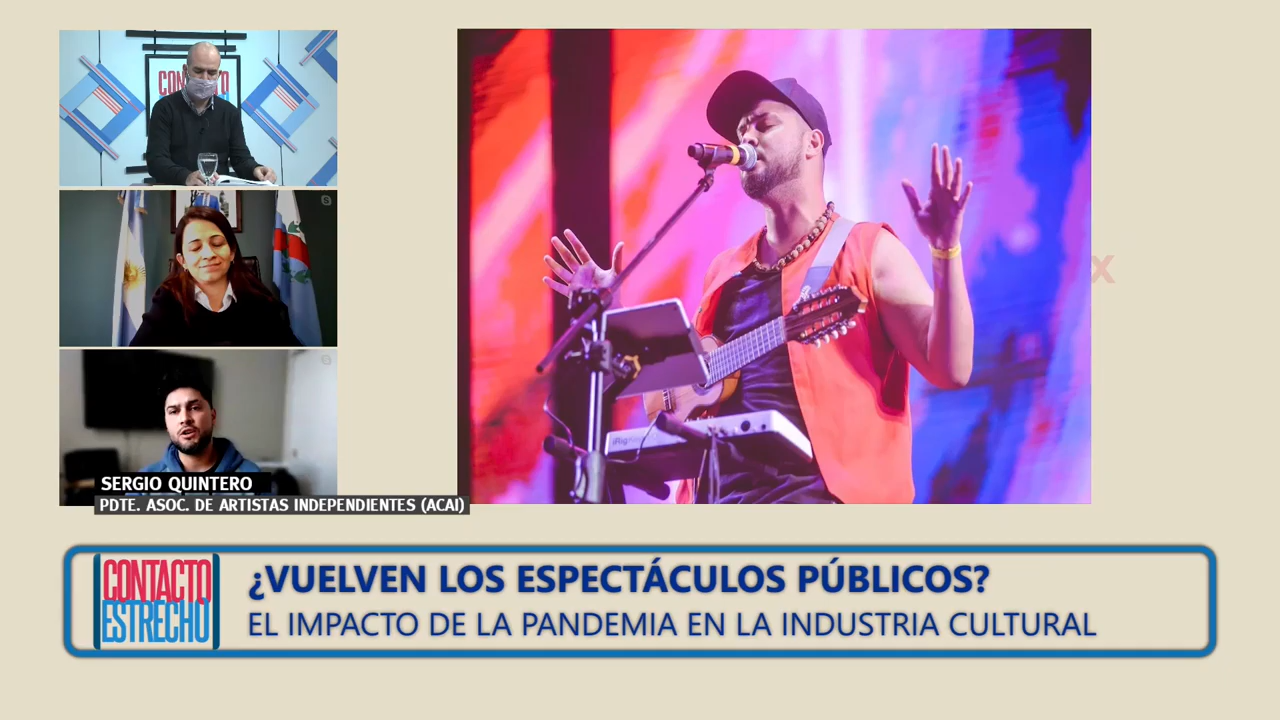 SERGIO QUINTERO
PDTE. ASOC. DE ARTISTAS INDEPENDIENTES (ACAI)
iRig
X
CONTACTO
ESTRECHO
¿VUELVEN LOS ESPECTÁCULOS PÚBLICOS?
EL IMPACTO DE LA PANDEMIA EN LA INDUSTRIA CULTURAL